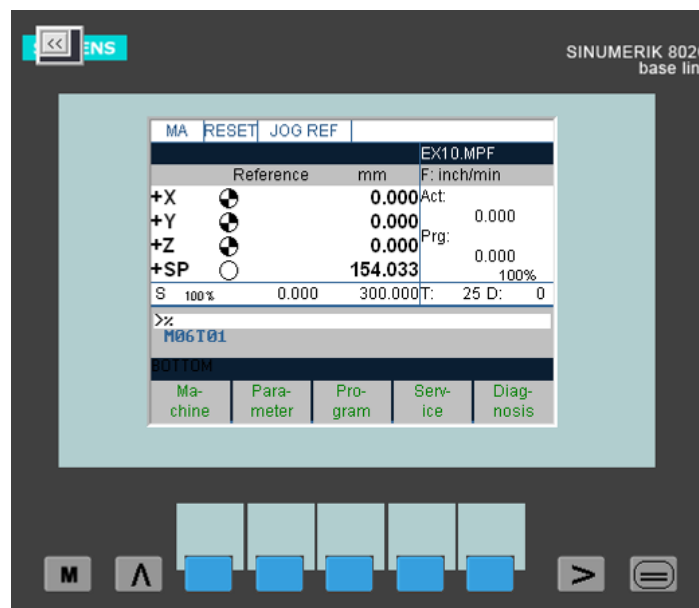 <<
ENS
SINUMERIK 802
base lin
MA RESET JOG REF
EX10.MPF
Reference mm F: inch/min
+X 0.000 Act:
+Y 0.000 0.000
+Z 0.000 Prg:
0.000
+SP 154.033 100%
S 100% 0.000 300.000 T: 25 D: 0
>%
M06T01
BOTTOM
Ma- Para- Pro- Serv- Diag-
chine meter gram ice nosis
M Λ >